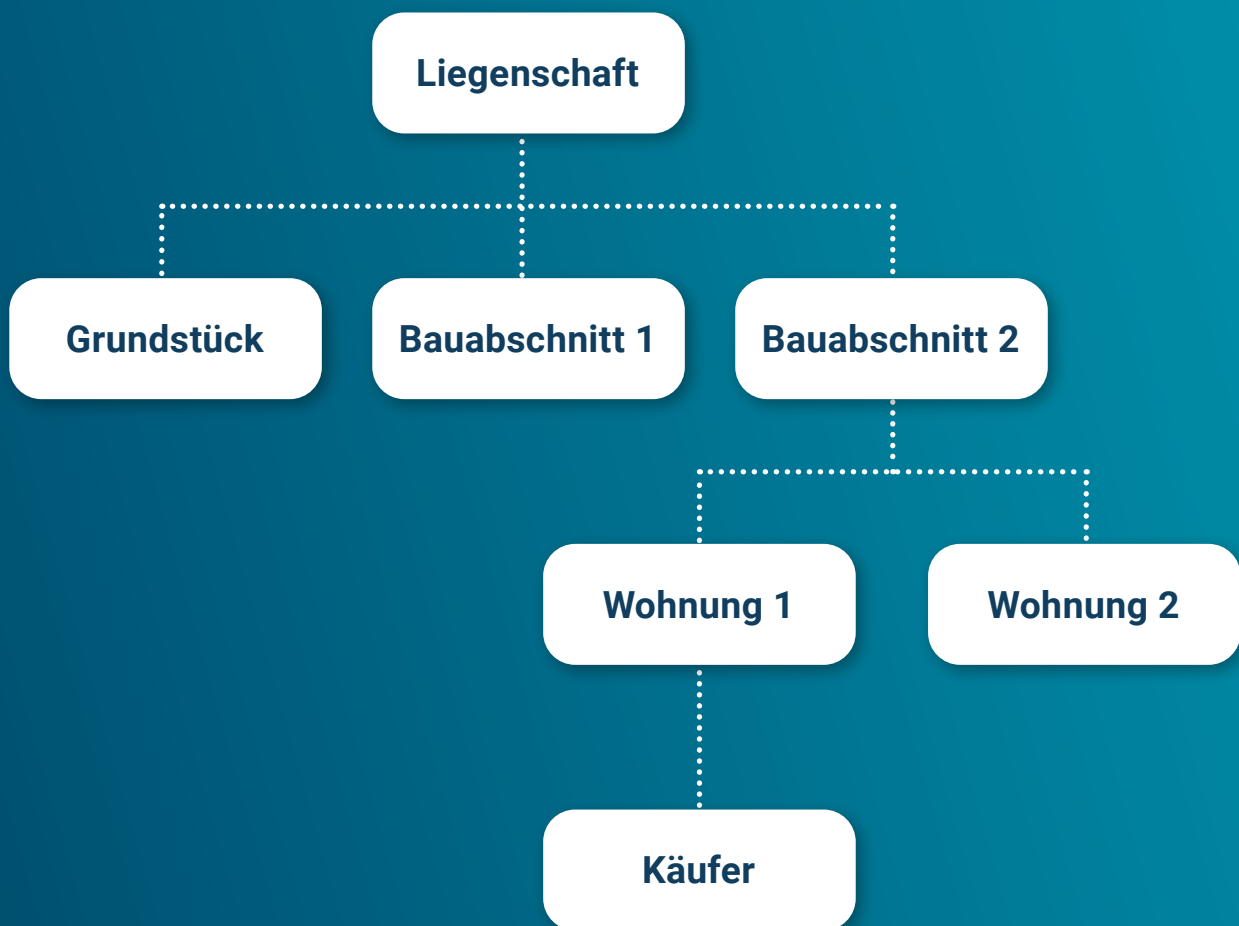 Liegenschaft
Grundstück
Bauabschnitt 1
Bauabschnitt 2
Wohnung 1
Wohnung 2
Käufer